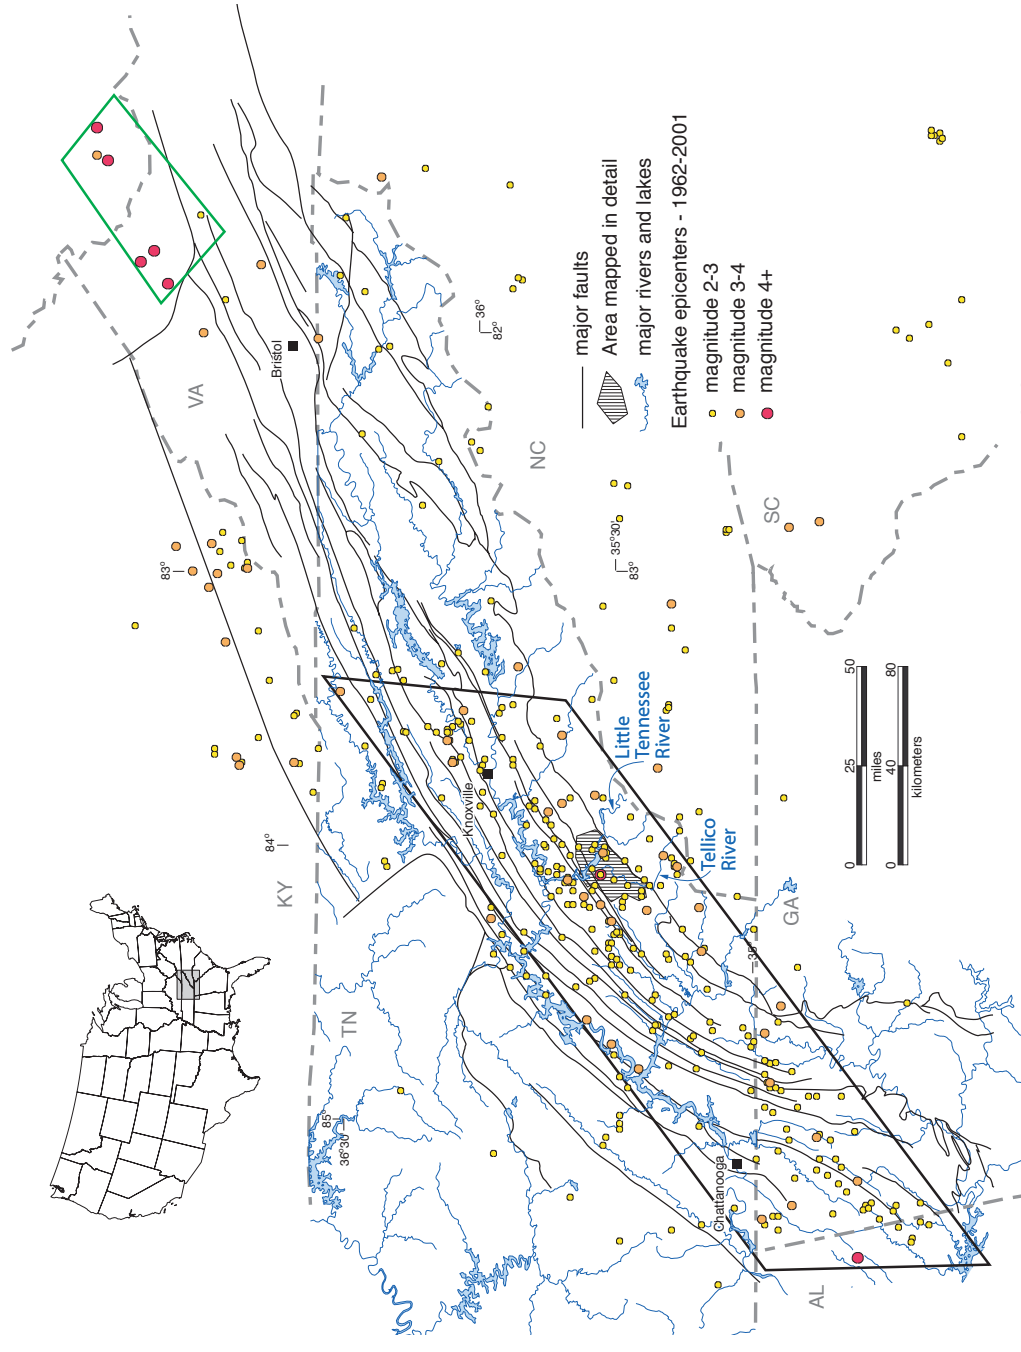 VA
Bristol
KY
TN
NC
SC
GA
AL
Knoxville
Chattanooga
83°
84°
85°
36°30'
36°
82°
35°30'
83°
35°
Little
Tennessee
River
Tellico
River
major faults
Area mapped in detail
major rivers and lakes
Earthquake epicenters - 1962-2001
magnitude 2-3
magnitude 3-4
magnitude 4+
0 25 50
miles
0 40 80
kilometers